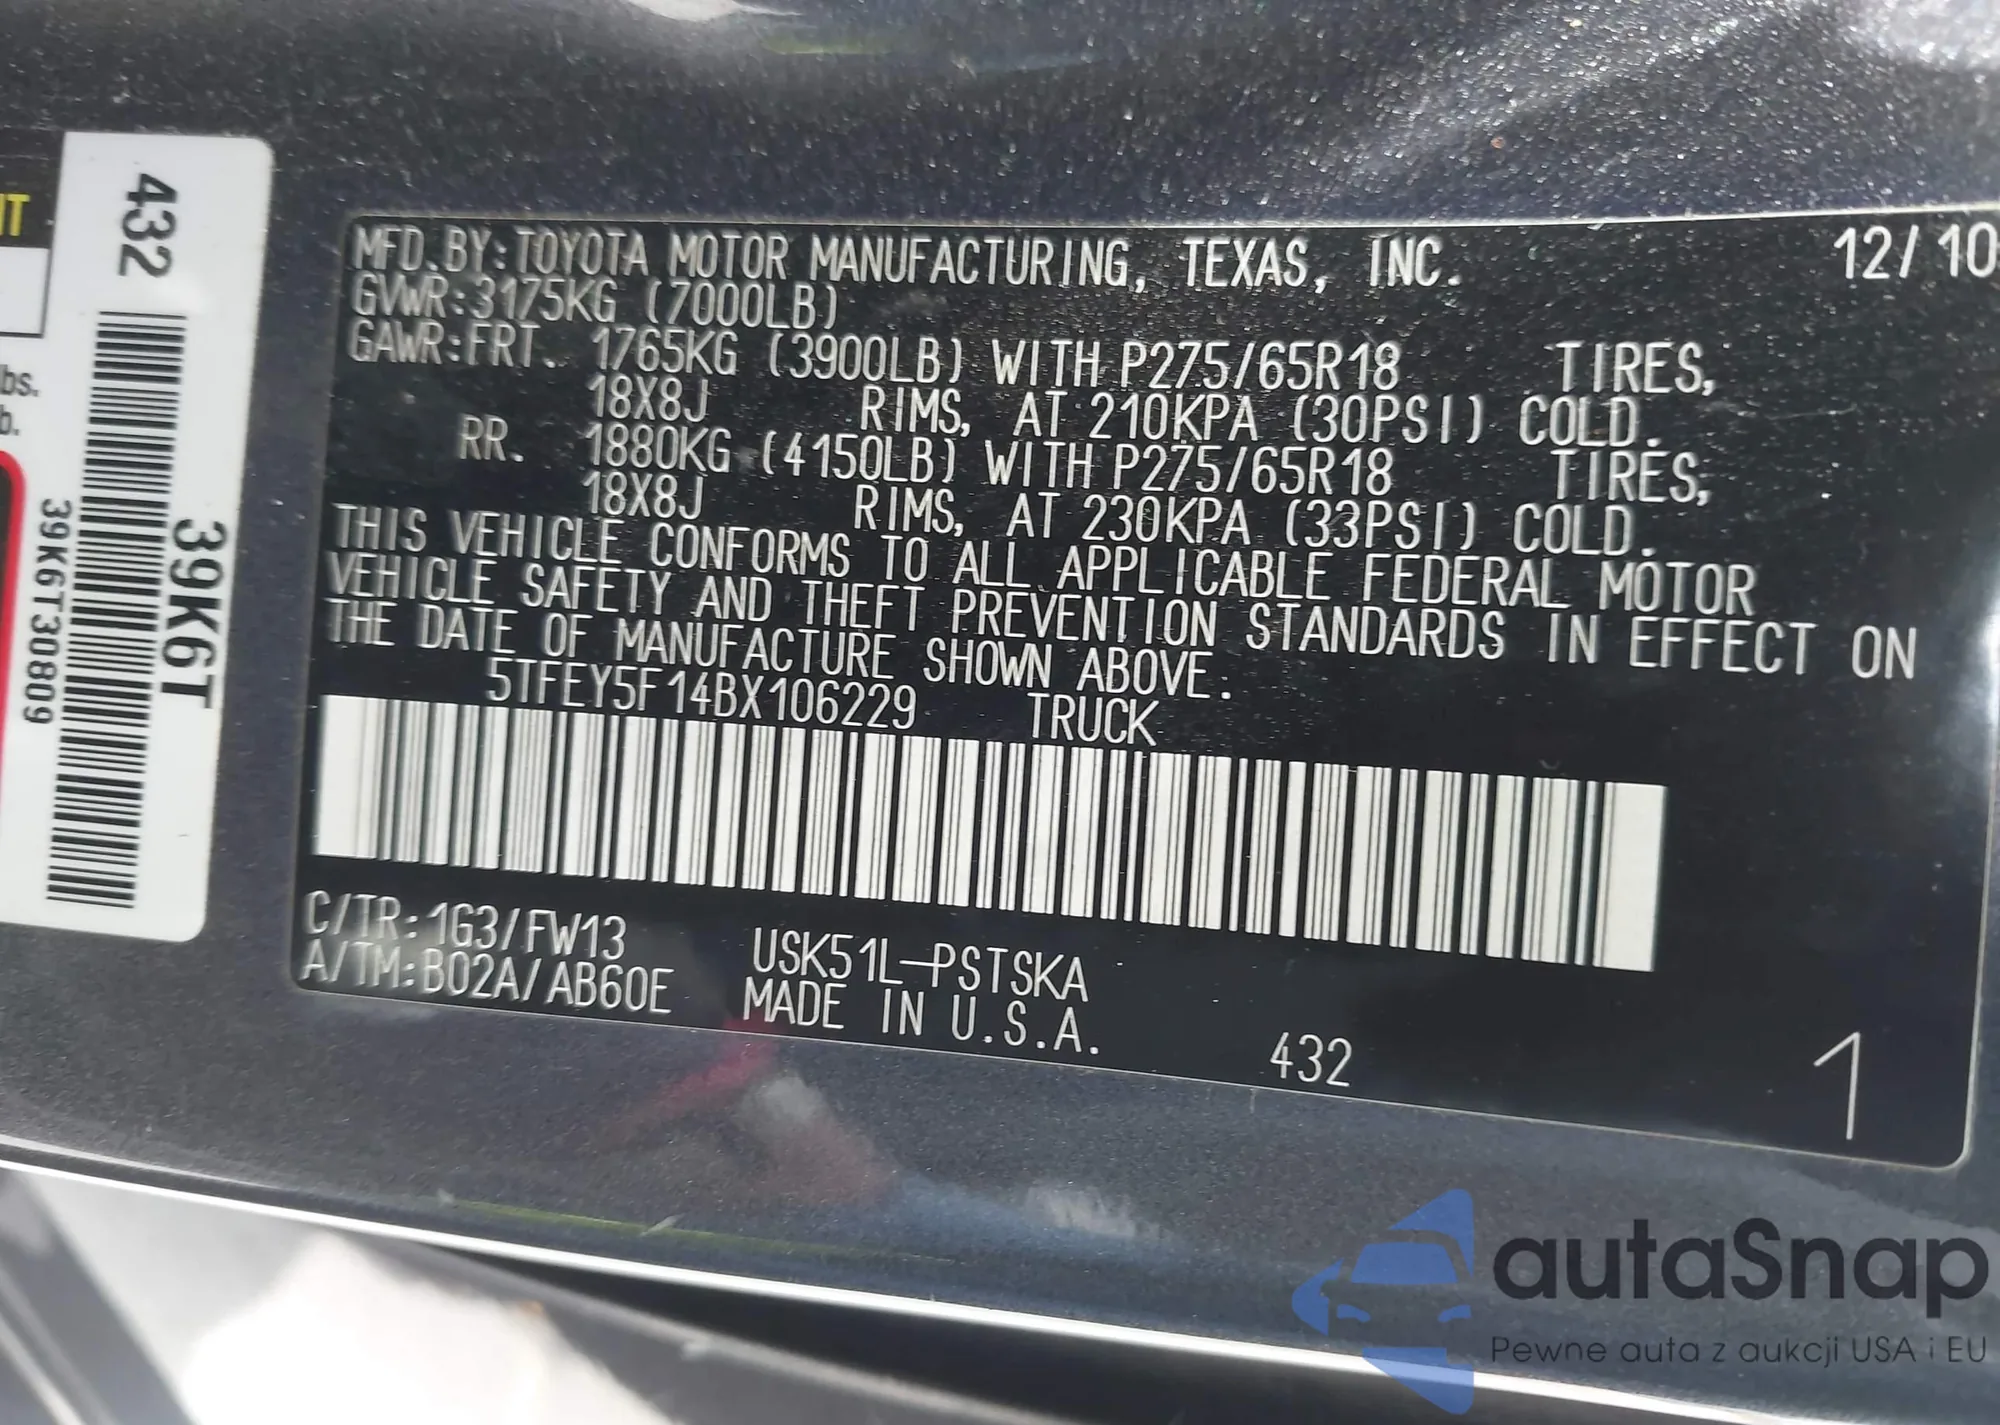 IT
lbs.
b.
432
39K6T
39K6T30809
MFD. BY: TOYOTA MOTOR MANUFACTURING, TEXAS, INC. 12/10
GVWR: 3175KG (7000LB)
GAWR: FRT. 1765KG (3900LB) WITH P275/65R18 TIRES,
18X8J RIMS, AT 210KPA (30PSI) COLD.
RR. 1880KG (4150LB) WITH P275/65R18 TIRES,
18X8J RIMS, AT 230KPA (33PSI) COLD.
THIS VEHICLE CONFORMS TO ALL APPLICABLE FEDERAL MOTOR
VEHICLE SAFETY AND THEFT PREVENTION STANDARDS IN EFFECT ON
THE DATE OF MANUFACTURE SHOWN ABOVE.
5TFEY5F14BX106229 TRUCK
C/TR: 1G3/FW13 USK51L-PSTSKA
A/TM: B02A/AB60E MADE IN U.S.A. 432 1
autaSnap
Pewne auta z aukcji USA i EU